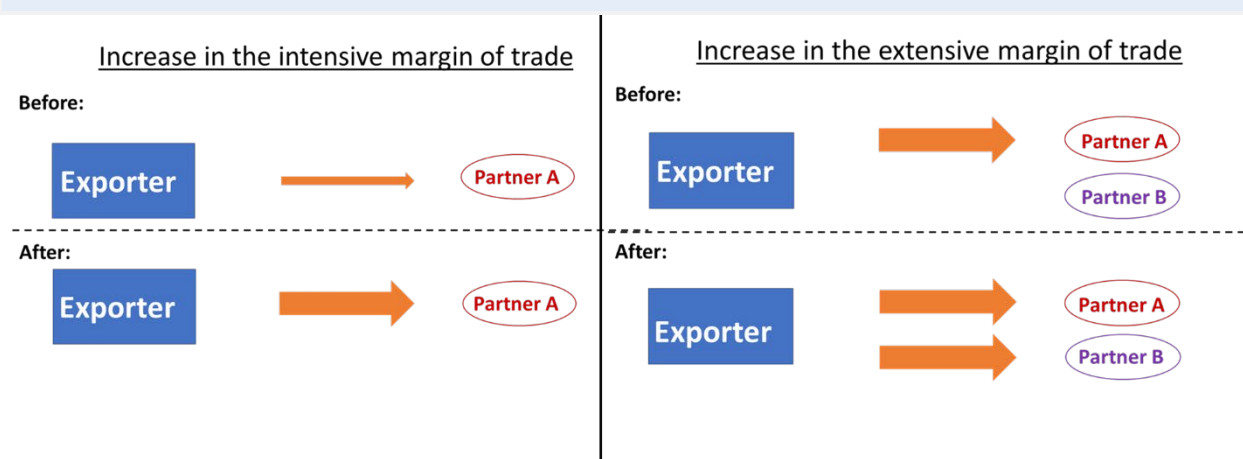 Increase in the intensive margin of trade
Before:
Exporter
Partner A
After:
Exporter
Partner A
Increase in the extensive margin of trade
Before:
Exporter
Partner A
Partner B
After:
Exporter
Partner A
Partner B